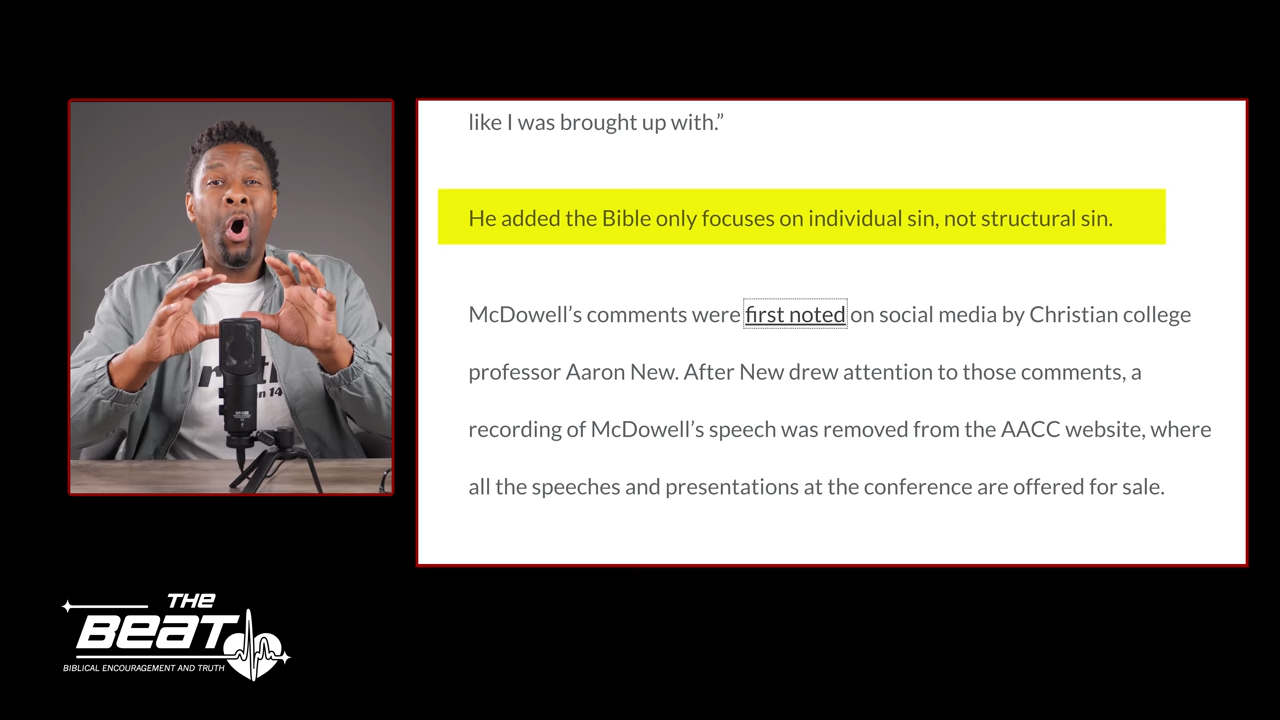 like I was brought up with.”
He added the Bible only focuses on individual sin, not structural sin.
McDowell’s comments were first noted on social media by Christian college
professor Aaron New. After New drew attention to those comments, a
recording of McDowell’s speech was removed from the AACC website, where
all the speeches and presentations at the conference are offered for sale.
THE
BEAT
BIBLICAL ENCOURAGEMENT AND TRUTH